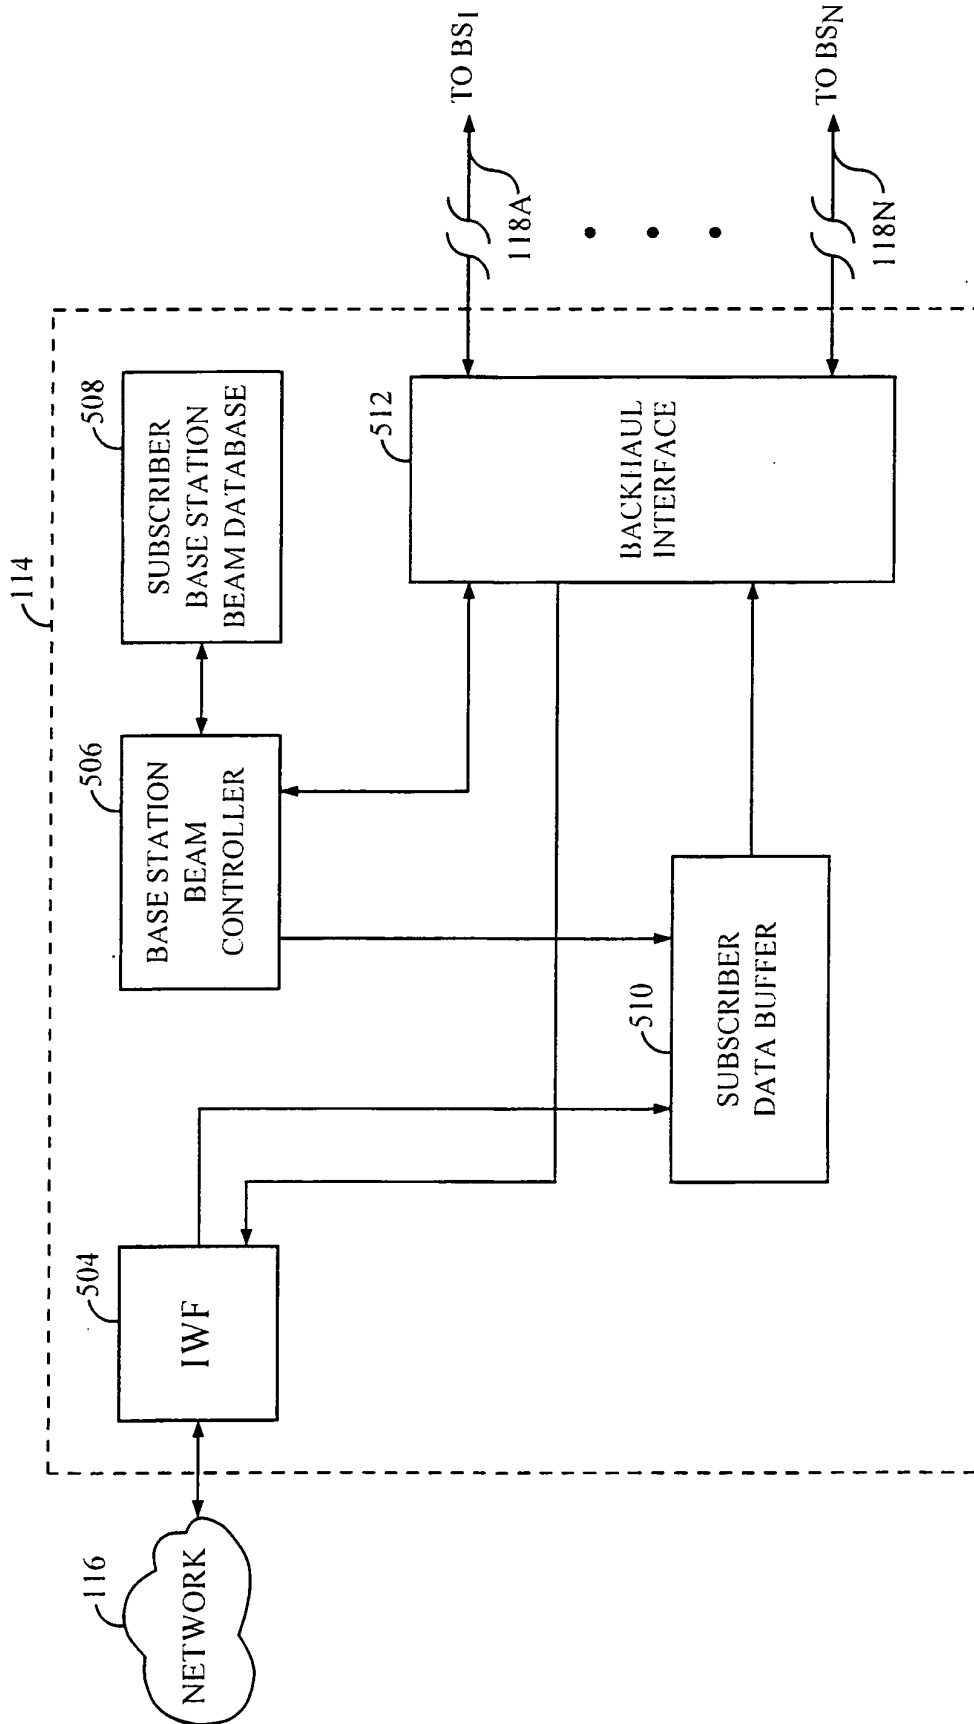 114
116
NETWORK
504
IWF
506
BASE STATION
BEAM
CONTROLLER
508
SUBSCRIBER
BASE STATION
BEAM DATABASE
510
SUBSCRIBER
DATA BUFFER
512
BACKHAUL
INTERFACE
TO BS1
118A
TO BSN
118N